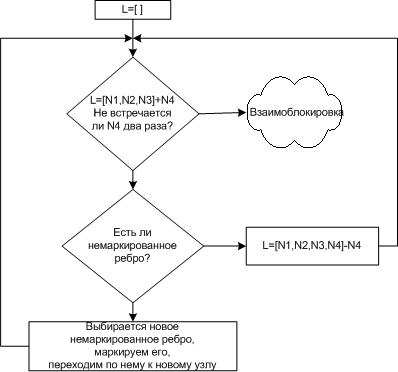 L=[ ]
L=[N1,N2,N3]+N4
Не встречается
ли N4 два раза?
Взаимоблокировка
Есть ли
немаркированное
ребро?
L=[N1,N2,N3,N4]-N4
Выбирается новое
немаркированное ребро,
маркируем его,
переходим по нему к новому узлу